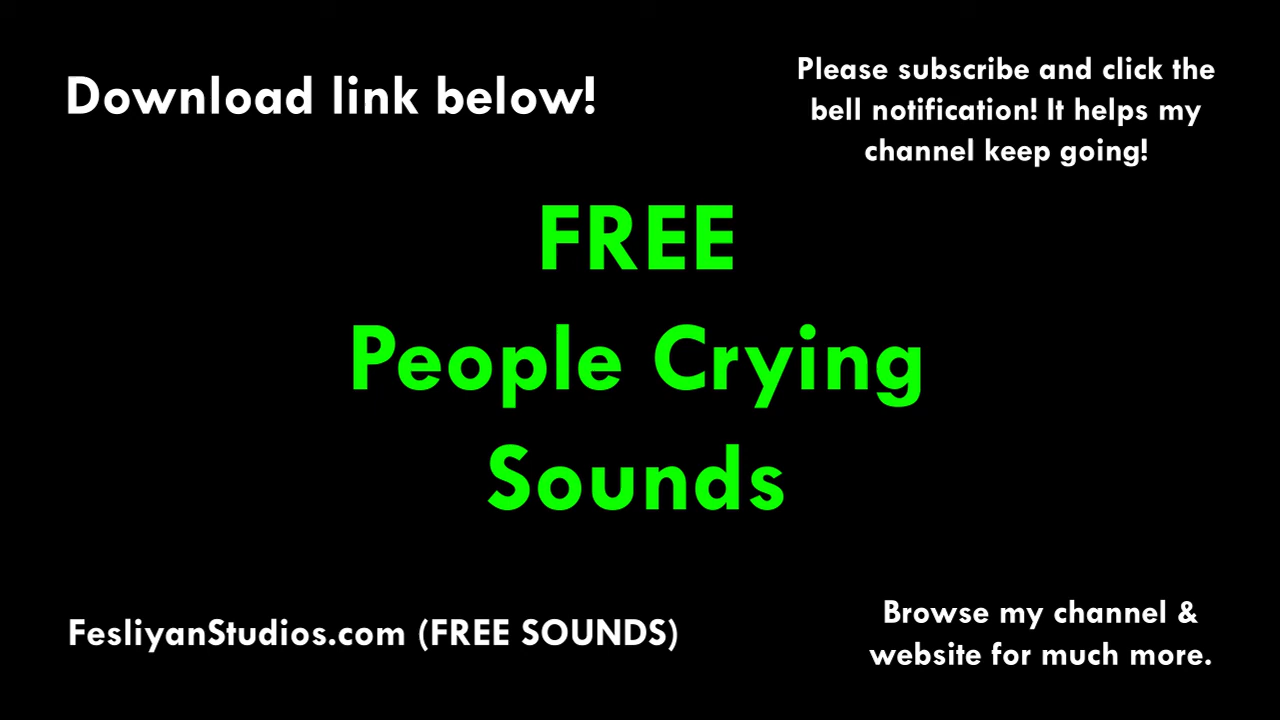 Download link below!
Please subscribe and click the
bell notification! It helps my
channel keep going!
FREE
People Crying
Sounds
FesliyanStudios.com (FREE SOUNDS)
Browse my channel &
website for much more.